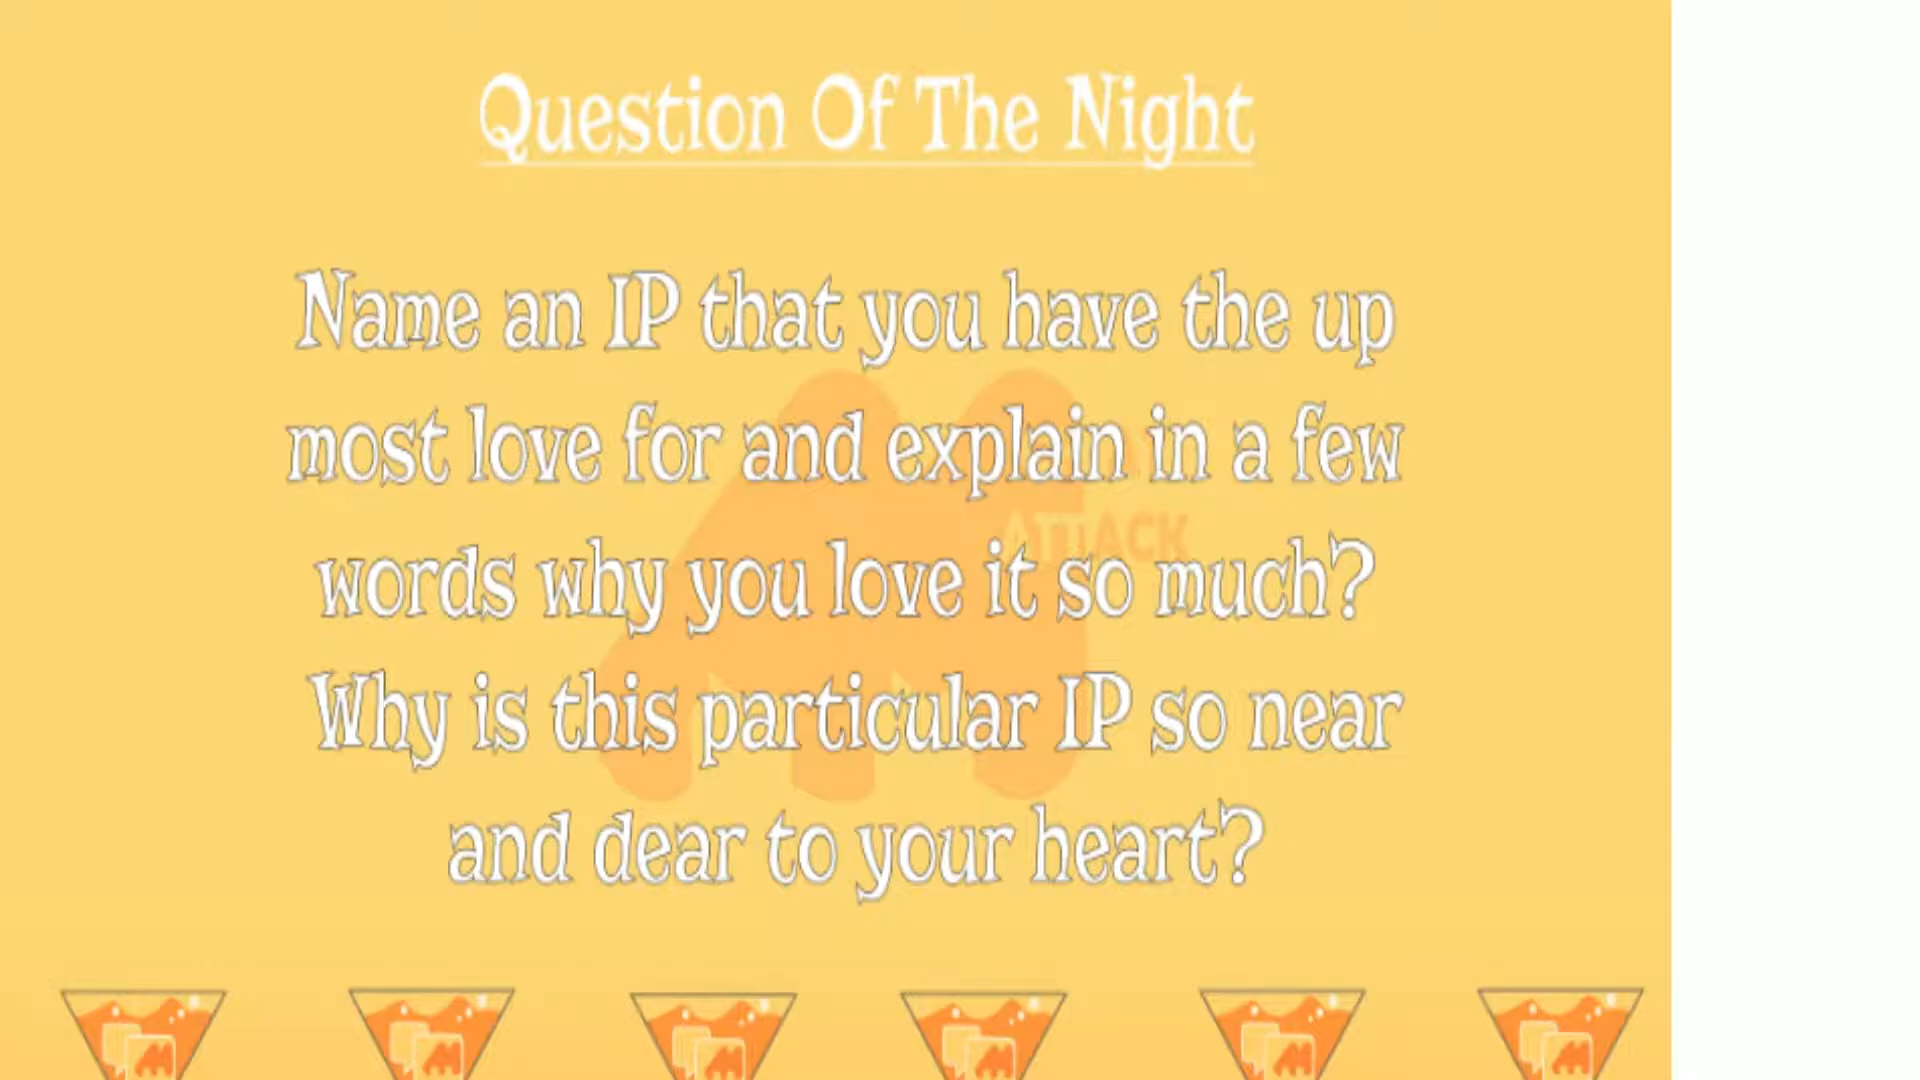 Question Of The Night
Name an IP that you have the up
most love for and explain in a few
words why you love it so much?
Why is this particular IP so near
and dear to your heart?
ATTACK